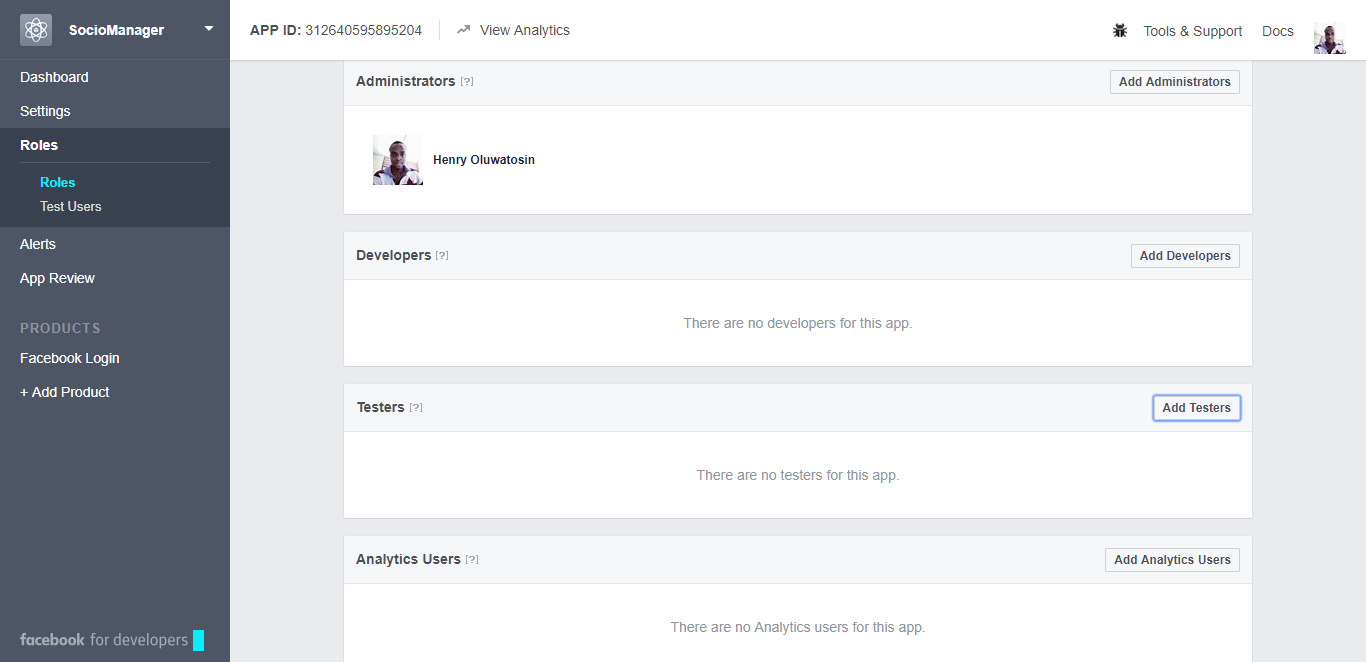 SocioManager
APP ID: 312640595895204
View Analytics
Tools & Support
Docs
Dashboard
Settings
Roles
Roles
Test Users
Alerts
App Review
PRODUCTS
Facebook Login
+ Add Product
facebook for developers
Administrators [?]
Add Administrators
Henry Oluwatosin
Developers [?]
Add Developers
There are no developers for this app.
Testers [?]
Add Testers
There are no testers for this app.
Analytics Users [?]
Add Analytics Users
There are no Analytics users for this app.